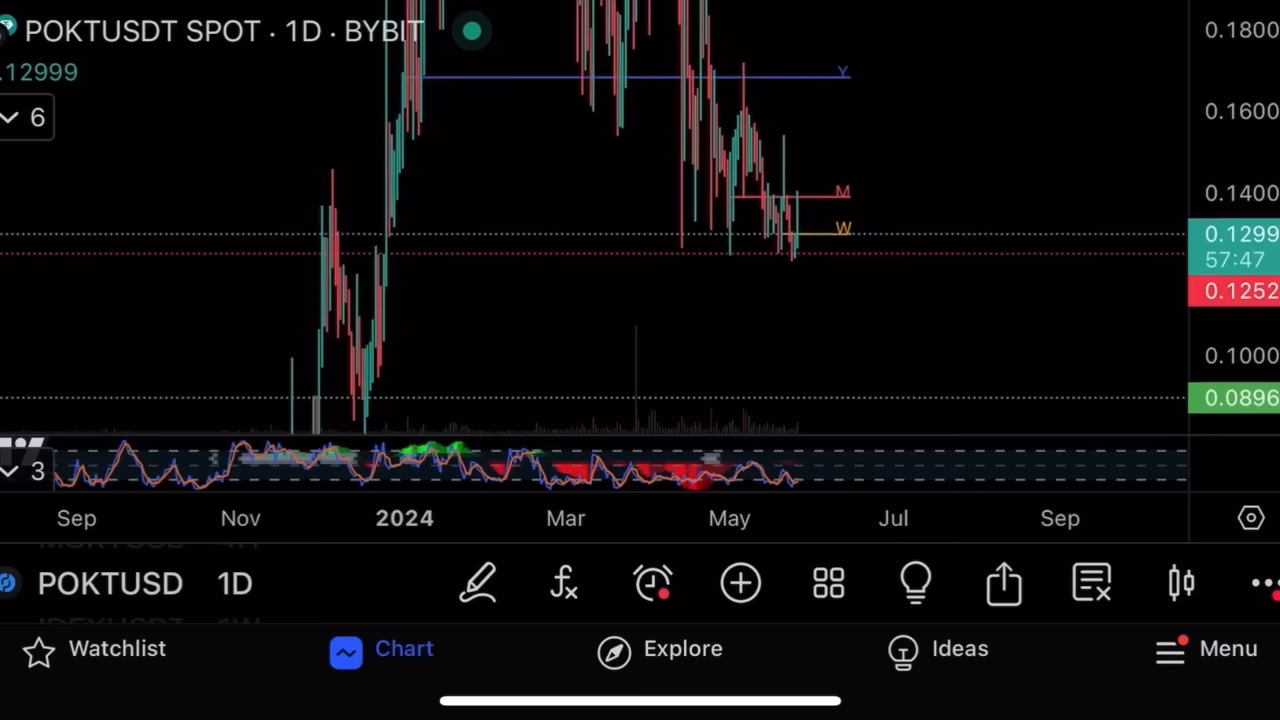 POKTUSDT SPOT · 1D · BYBIT
.12999
6
Y
M
W
0.1800
0.1600
0.1400
0.1299
57:47
0.1252
0.1000
0.0896
3
Sep Nov 2024 Mar May Jul Sep
POKTUSD 1D
Watchlist Chart Explore Ideas Menu